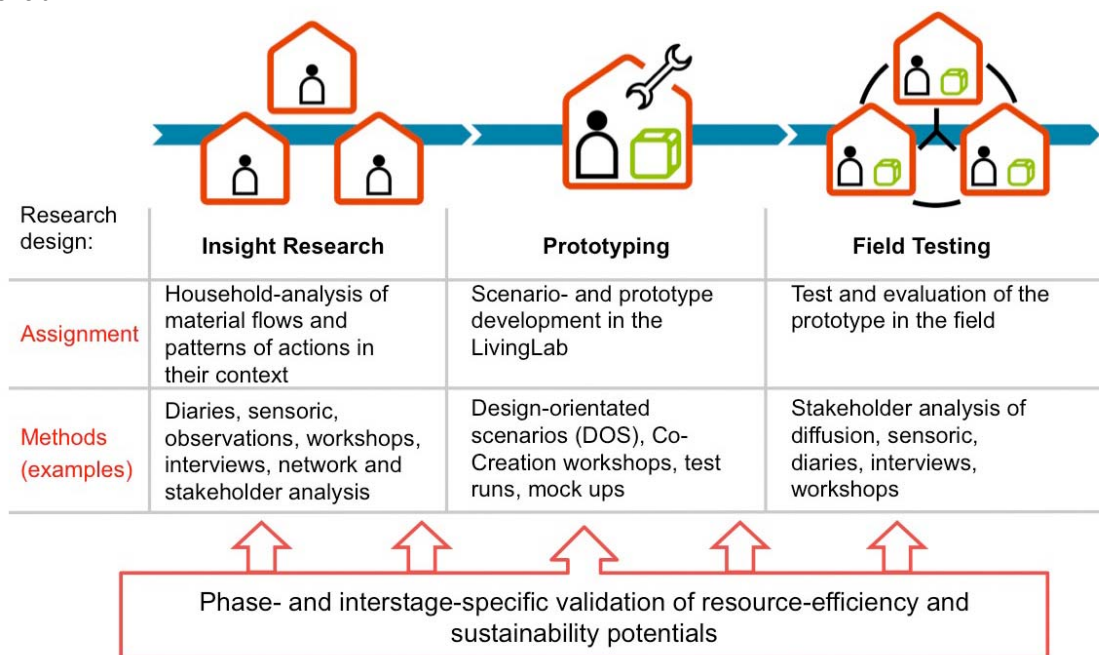 Research
design:
Insight Research
Prototyping
Field Testing
Assignment
Household-analysis of
material flows and
patterns of actions in
their context
Scenario- and prototype
development in the
LivingLab
Test and evaluation of the
prototype in the field
Methods
(examples)
Diaries, sensoric,
observations, workshops,
interviews, network and
stakeholder analysis
Design-orientated
scenarios (DOS), Co-
Creation workshops, test
runs, mock ups
Stakeholder analysis of
diffusion, sensoric,
diaries, interviews,
workshops
Phase- and interstage-specific validation of resource-efficiency and
sustainability potentials